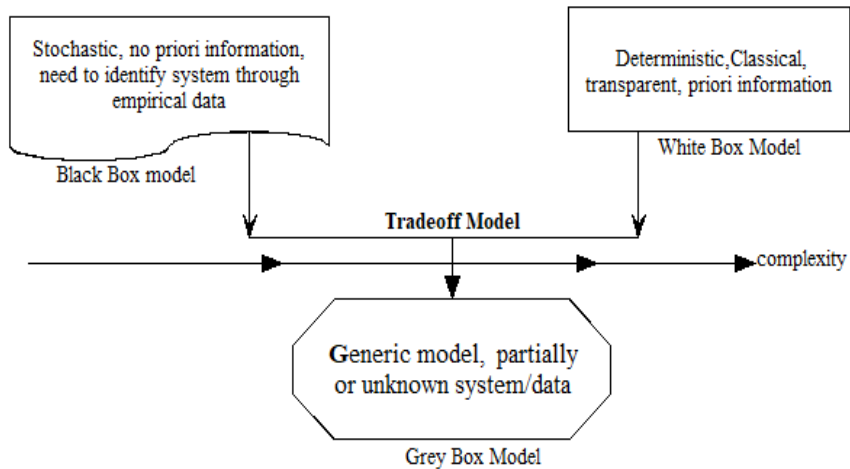 Stochastic, no priori information,
need to identify system through
empirical data
Black Box model
Deterministic,Classical,
transparent, priori information
White Box Model
Tradeoff Model
complexity
Generic model, partially
or unknown system/data
Grey Box Model